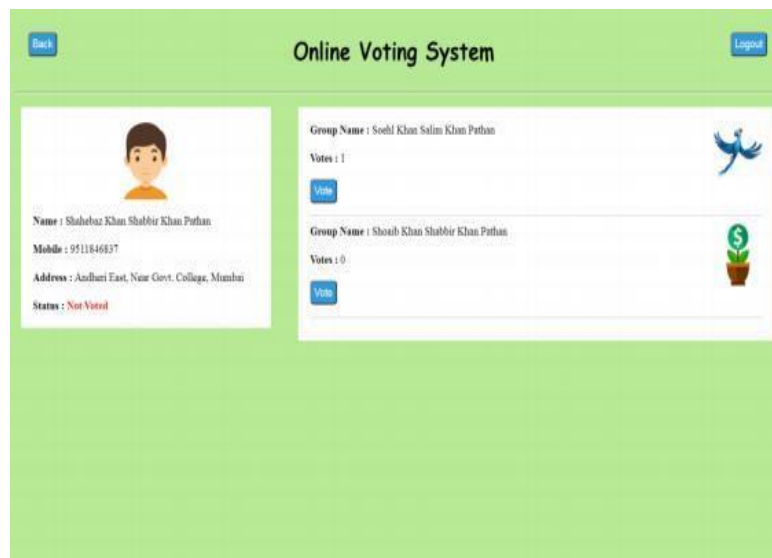 Back
Online Voting System
Logout
Name : Shahebaz Khan Shabbir Khan Pathan
Mobile : 9511846837
Address : Andheri East, Near Govt. College, Mumbai
Status : Not Voted
Group Name : Soehl Khan Salim Khan Pathan
Votes : 1
Vote
Group Name : Shoaib Khan Shabbir Khan Pathan
Votes : 0
Vote
$